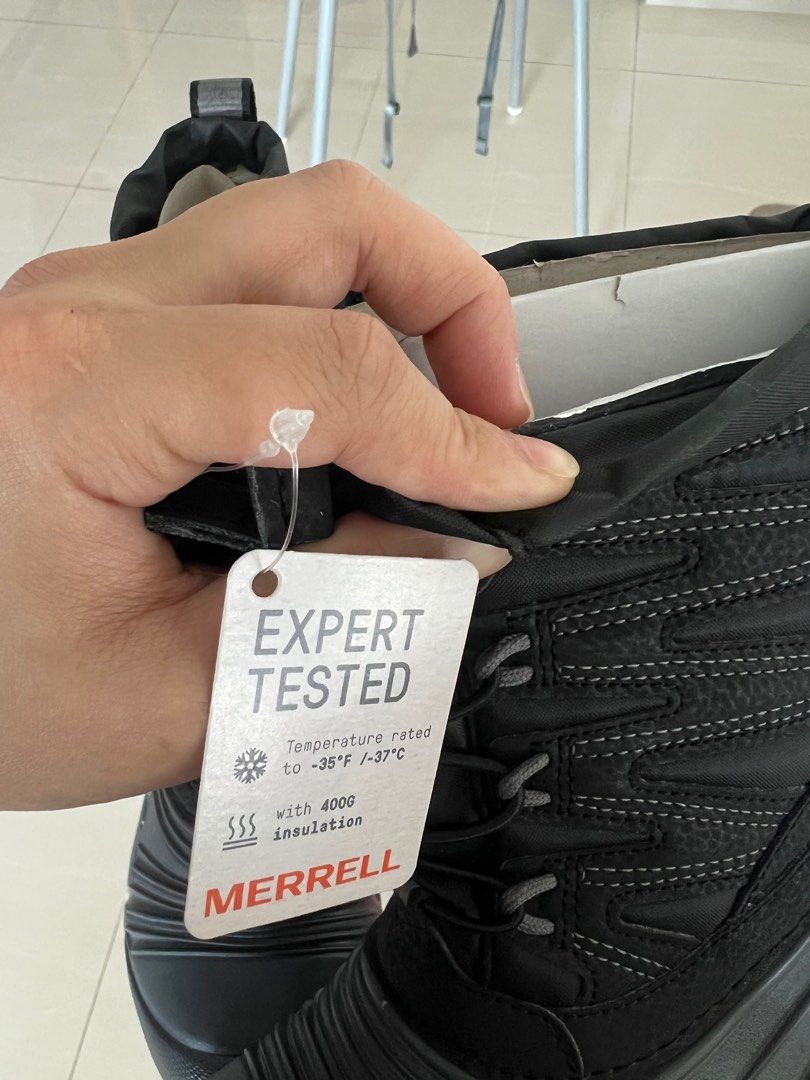 EXPERT
TESTED
Temperature rated
to -35°F /-37°C
with 400G
insulation
MERRELL